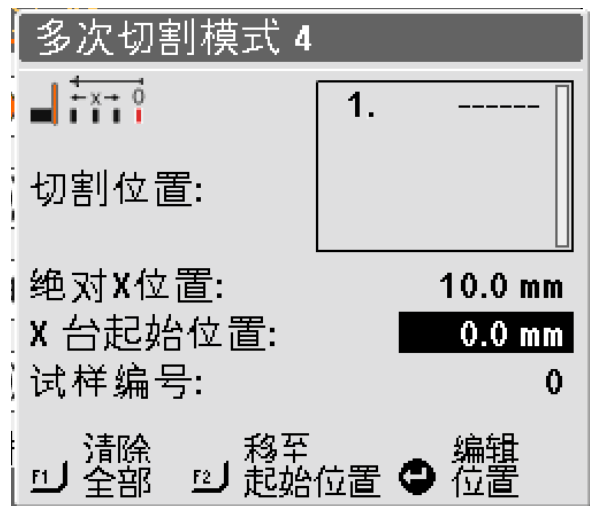 多次切割模式 4
←x→ 0
1. ------
切割位置:
绝对X位置: 10.0 mm
X 台起始位置: 0.0 mm
试样编号: 0
F1 清除全部 F2 移至起始位置 编辑位置